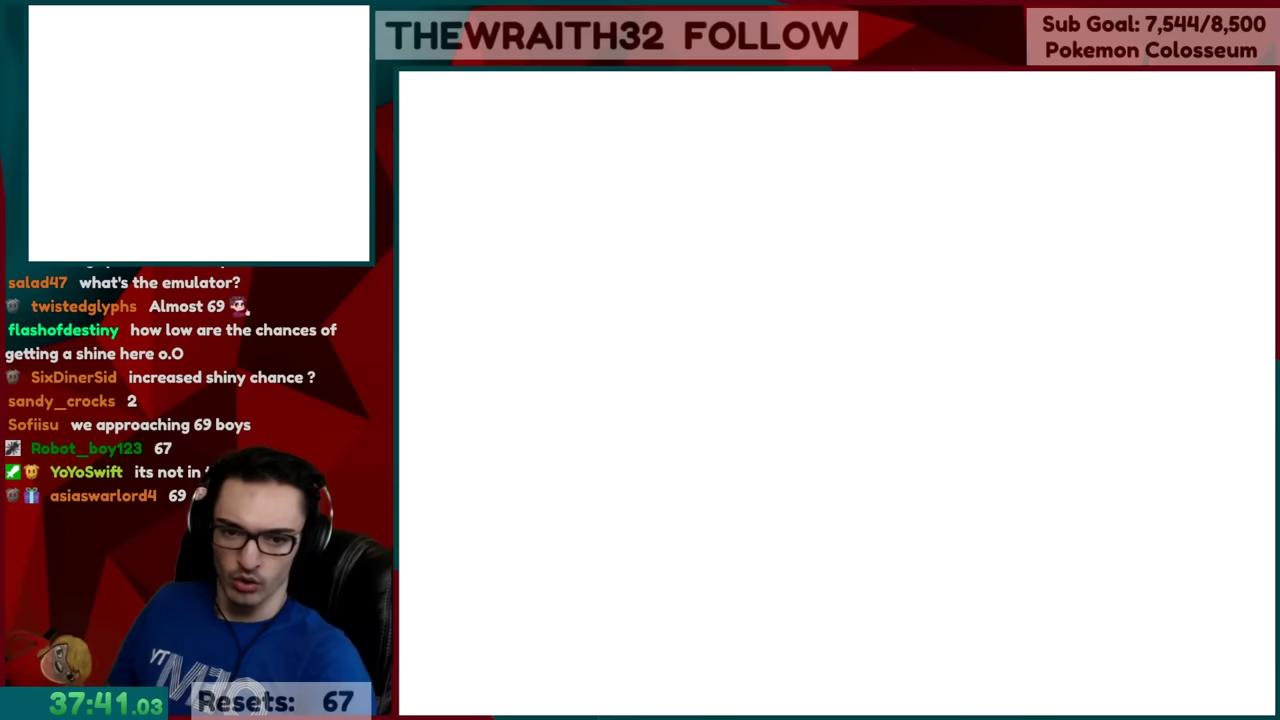 THEWRAITH32 FOLLOW
Sub Goal: 7,544/8,500
Pokemon Colosseum
salad47 what's the emulator?
twistedglyphs Almost 69
flashofdestiny how low are the chances of
getting a shine here o.O
SixDinerSid increased shiny chance ?
sandy_crocks 2
Sofiisu we approaching 69 boys
Robot_boy123 67
YoYoSwift its not in
asiaswarlord4 69
YT
37:41.03
Resets: 67